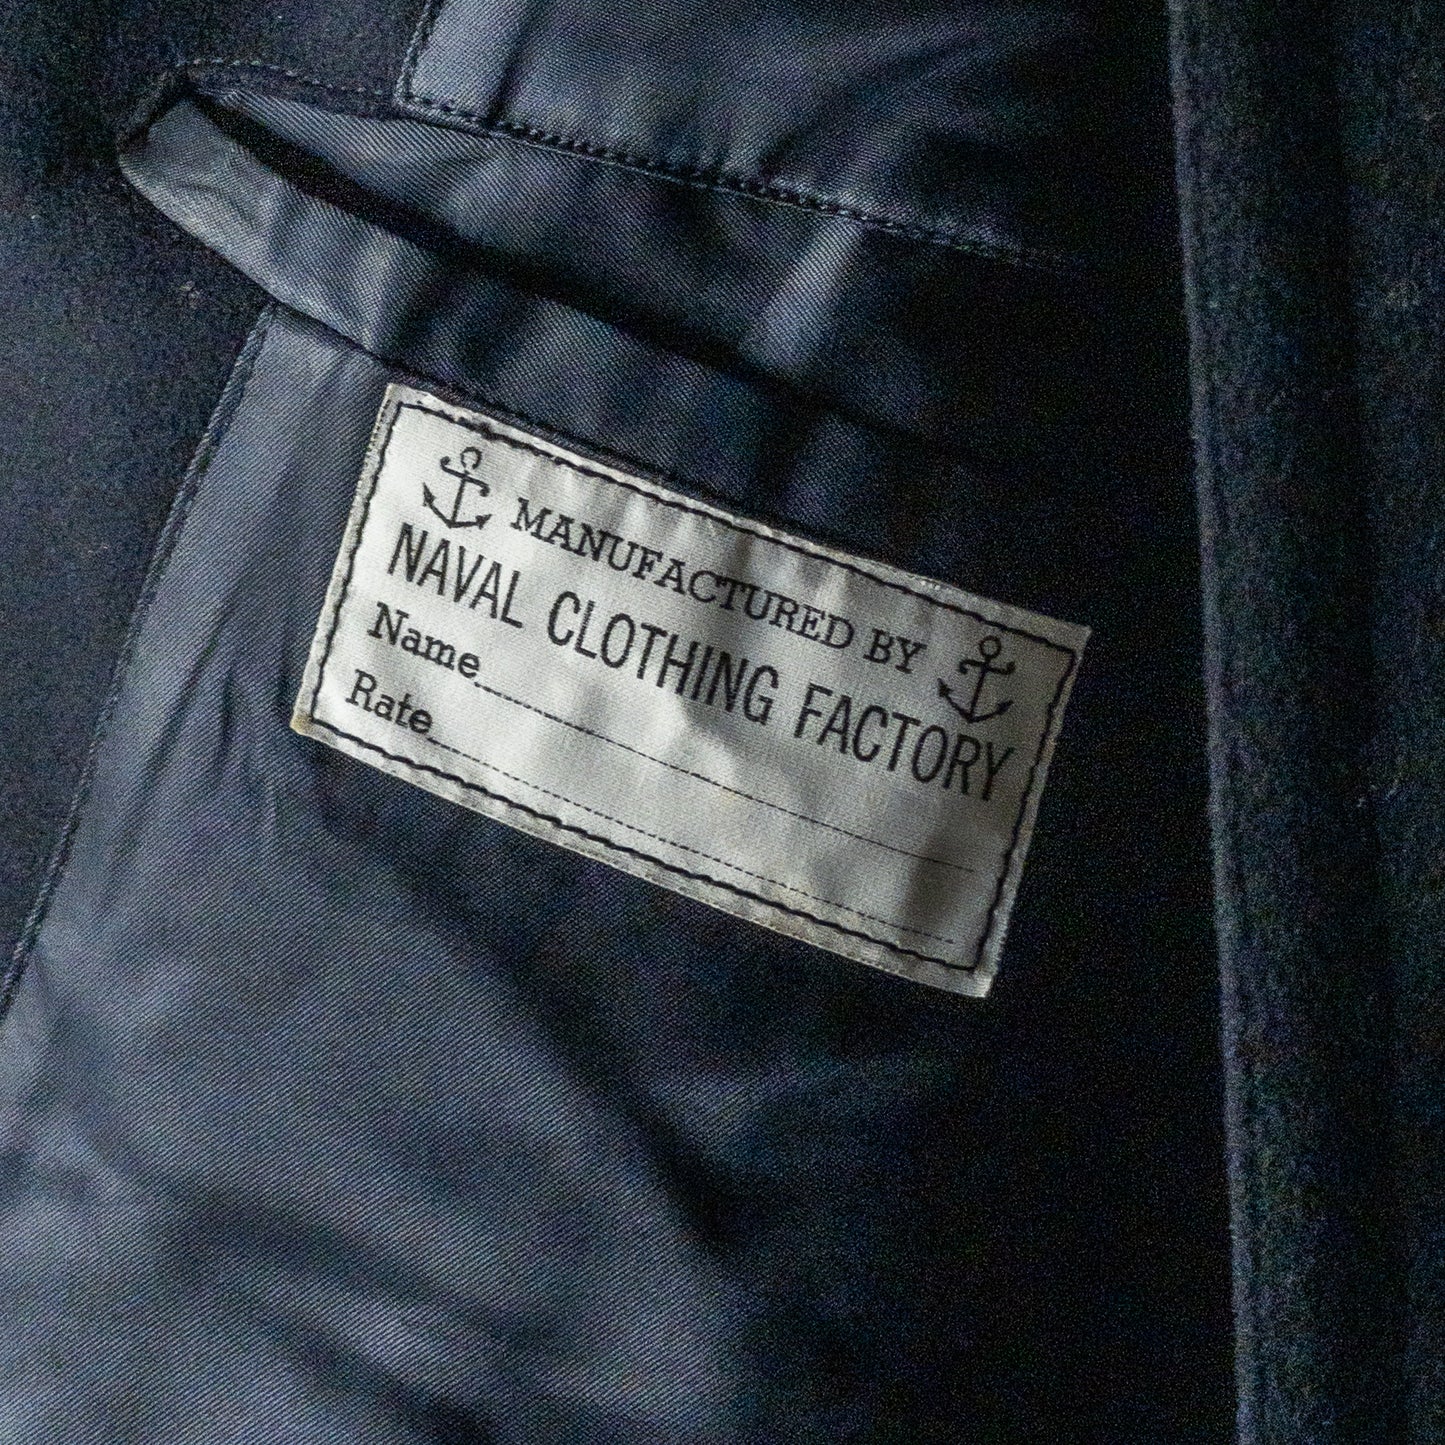 MANUFACTURED BY
NAVAL CLOTHING FACTORY
Name
Rate